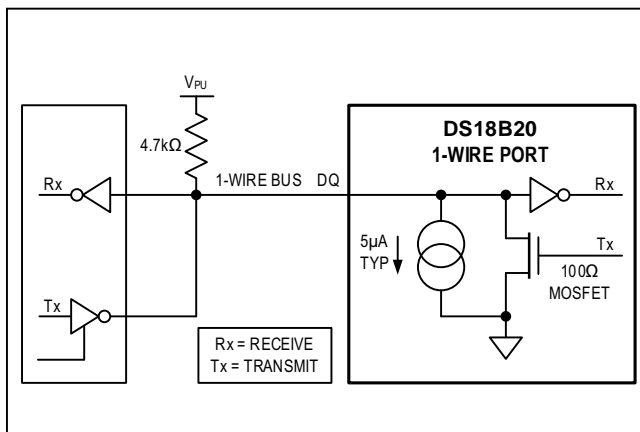 VPU
4.7kΩ
Rx
1-WIRE BUS DQ
Tx
Rx = RECEIVE
Tx = TRANSMIT
DS18B20
1-WIRE PORT
Rx
5µA
TYP
Tx
100Ω
MOSFET